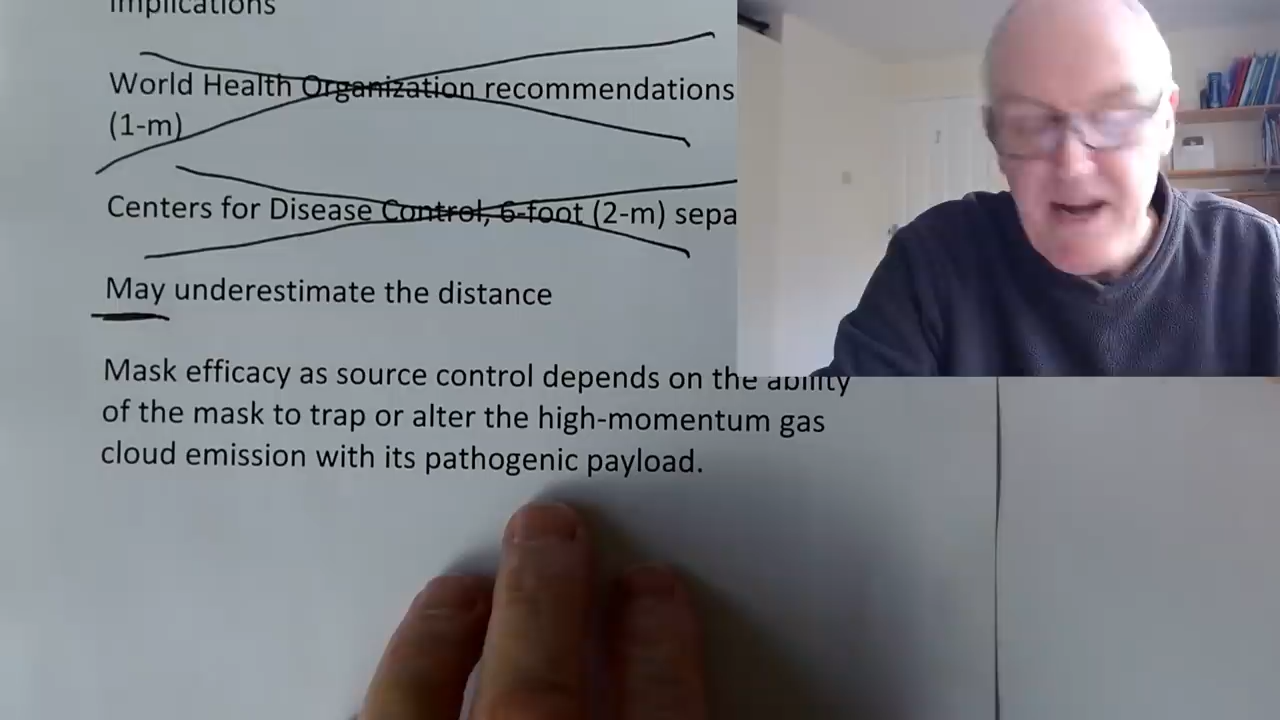 Implications
World Health Organization recommendations
(1-m)
Centers for Disease Control, 6-foot (2-m) sepa
May underestimate the distance
Mask efficacy as source control depends on the ability
of the mask to trap or alter the high-momentum gas
cloud emission with its pathogenic payload.